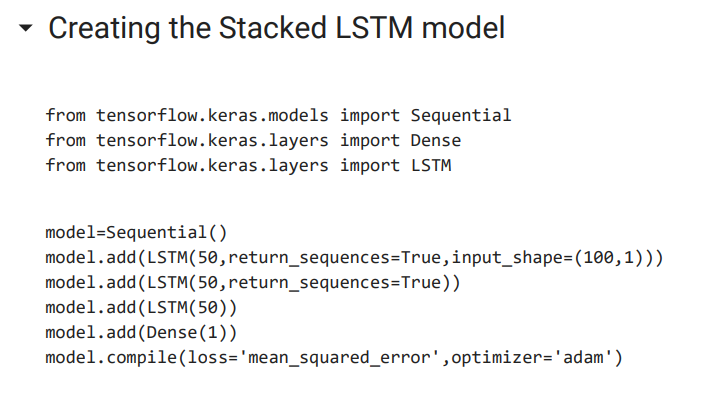 Creating the Stacked LSTM model
from tensorflow.keras.models import Sequential
from tensorflow.keras.layers import Dense
from tensorflow.keras.layers import LSTM
model=Sequential()
model.add(LSTM(50,return_sequences=True,input_shape=(100,1)))
model.add(LSTM(50,return_sequences=True))
model.add(LSTM(50))
model.add(Dense(1))
model.compile(loss='mean_squared_error',optimizer='adam')